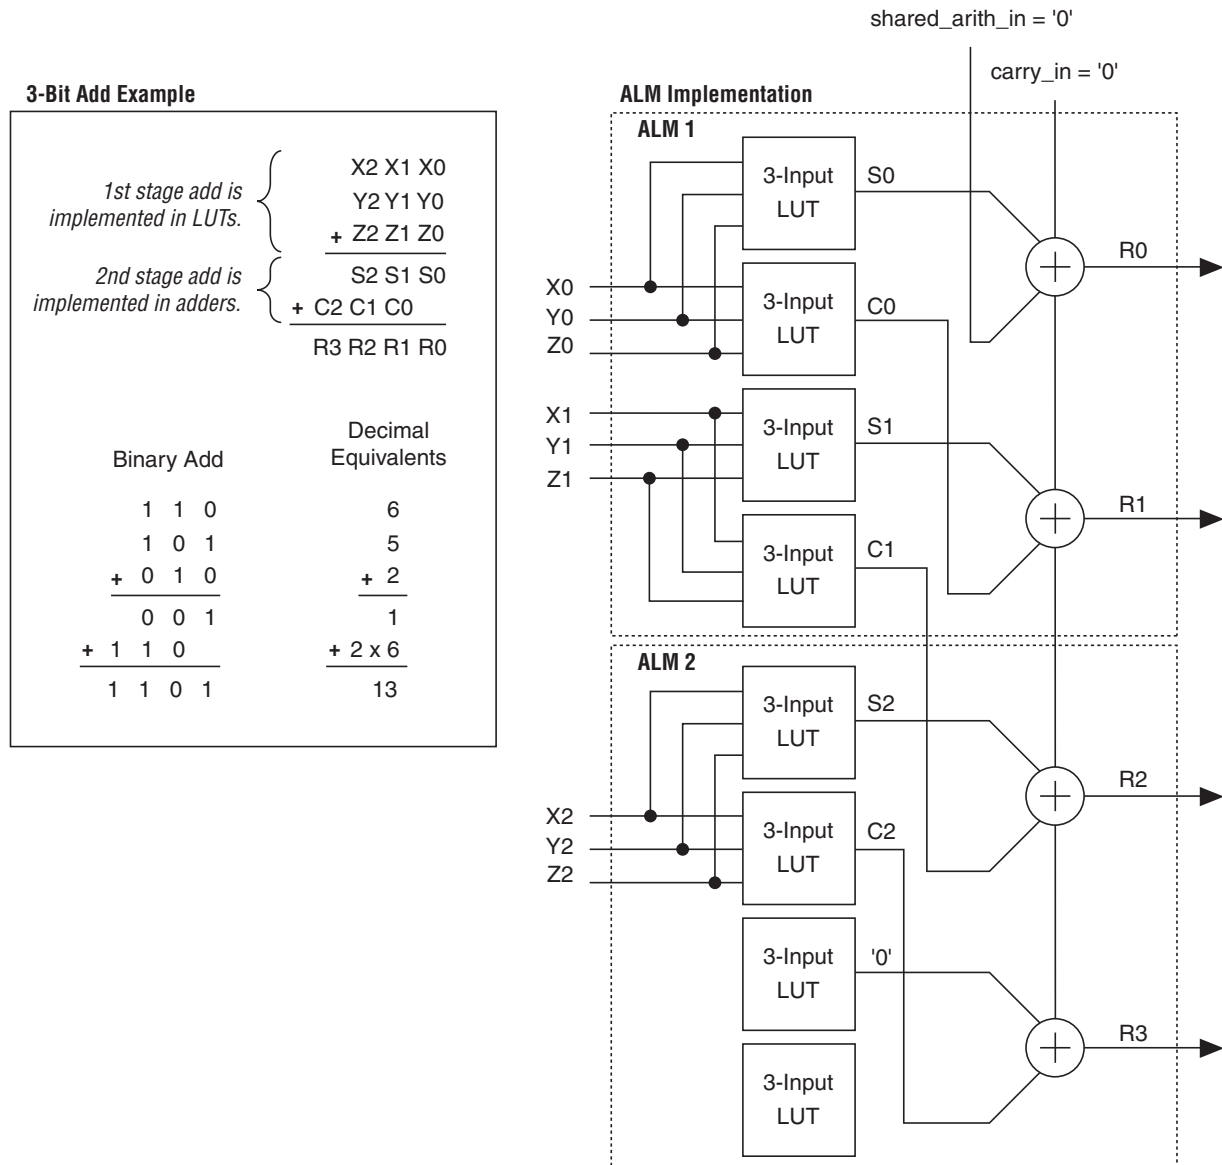 shared_arith_in = '0'
carry_in = '0'
3-Bit Add Example
1st stage add is
implemented in LUTs.
X2 X1 X0
Y2 Y1 Y0
+ Z2 Z1 Z0
2nd stage add is
implemented in adders.
S2 S1 S0
+ C2 C1 C0
R3 R2 R1 R0
Binary Add
Decimal
Equivalents
1 1 0
6
1 0 1
5
+ 0 1 0
+ 2
0 0 1
1
+ 1 1 0
+ 2 x 6
1 1 0 1
13
ALM Implementation
ALM 1
3-Input
LUT
S0
R0
X0
Y0
Z0
3-Input
LUT
C0
X1
Y1
Z1
3-Input
LUT
S1
R1
3-Input
LUT
C1
ALM 2
3-Input
LUT
S2
R2
X2
Y2
Z2
3-Input
LUT
C2
3-Input
LUT
'0'
R3
3-Input
LUT